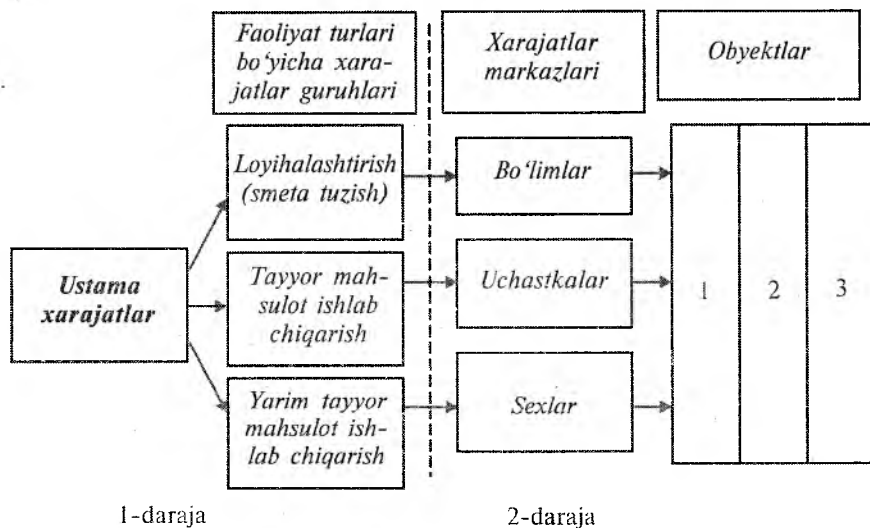 Faoliyat turlari
bo‘yicha xara-
jatlar guruhlari
Xarajatlar
markazlari
Obyektlar
Loyihalashtirish
(smeta tuzish)
Bo‘limlar
Ustama
xarajatlar
Tayyor mah-
sulot ishlab
chiqarish
Uchastkalar
1
2
3
Yarim tayyor
mahsulot ish-
lab chiqarish
Sexlar
1-daraja
2-daraja